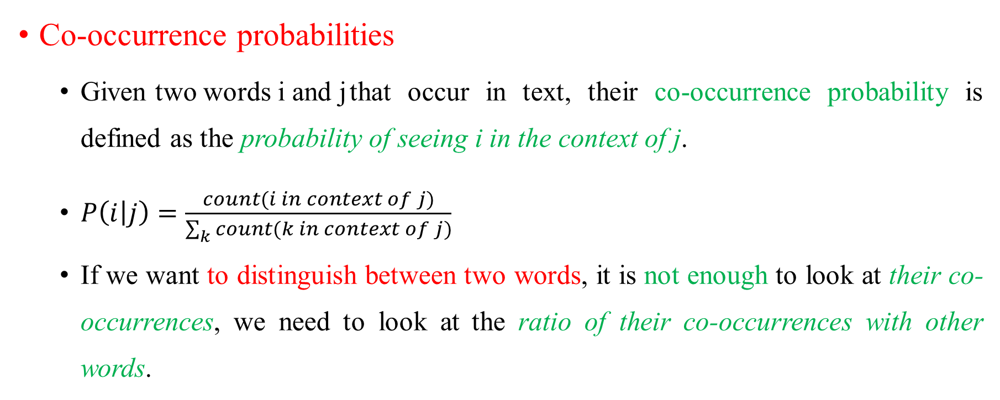 • Co-occurrence probabilities
• Given two words i and j that occur in text, their co-occurrence probability is
defined as the probability of seeing i in the context of j.
• P(i|j) = count(i in context of j) / ∑_k count(k in context of j)
• If we want to distinguish between two words, it is not enough to look at their co-
occurrences, we need to look at the ratio of their co-occurrences with other
words.